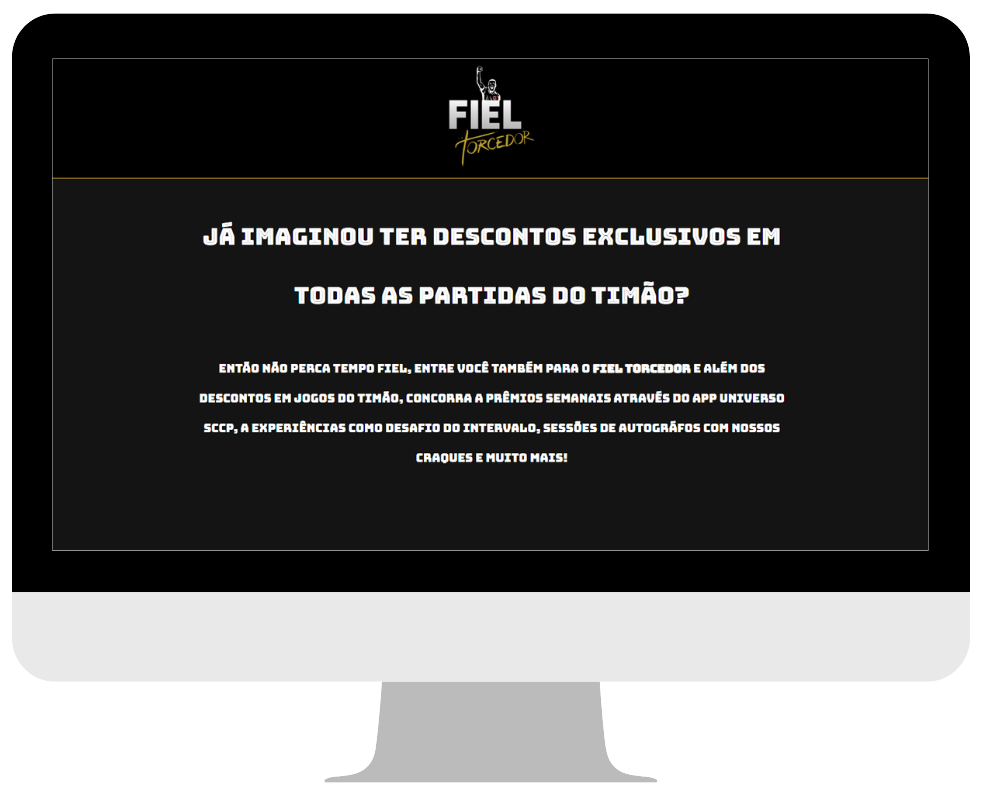 FIEL
TORCEDOR
JÁ IMAGINOU TER DESCONTOS EXCLUSIVOS EM
TODAS AS PARTIDAS DO TIMÃO?
ENTÃO NÃO PERCA TEMPO FIEL, ENTRE VOCÊ TAMBÉM PARA O FIEL TORCEDOR E ALÉM DOS
DESCONTOS EM JOGOS DO TIMÃO, CONCORRA A PRÊMIOS SEMANAIS ATRAVÉS DO APP UNIVERSO
SCCP, A EXPERIÊNCIAS COMO DESAFIO DO INTERVALO, SESSÕES DE AUTOGRÁFOS COM NOSSOS
CRAQUES E MUITO MAIS!